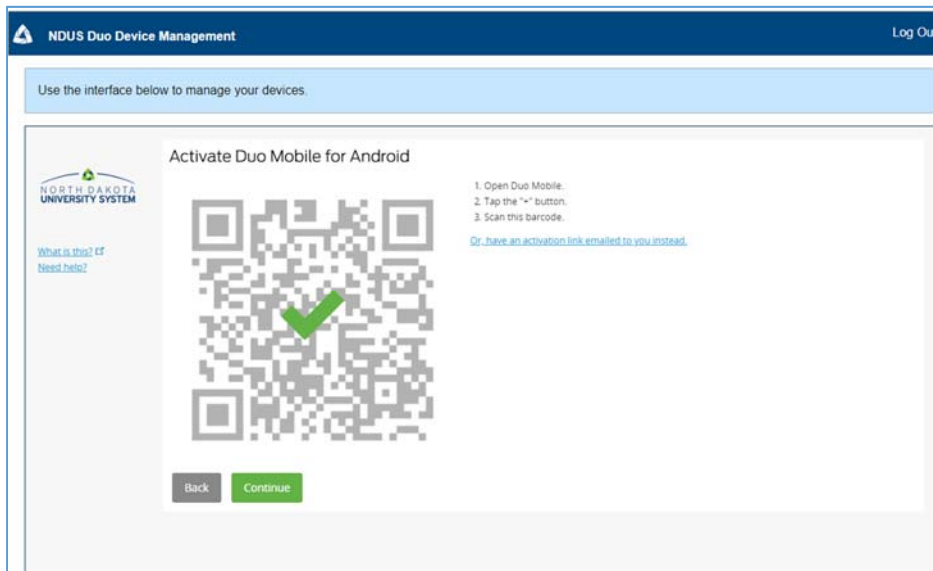 NDUS Duo Device Management
Log Ou
Use the interface below to manage your devices.
NORTH DAKOTA
UNIVERSITY SYSTEM
What is this?
Need help?
Activate Duo Mobile for Android
1. Open Duo Mobile.
2. Tap the "+" button.
3. Scan this barcode.
Or, have an activation link emailed to you instead.
Back
Continue